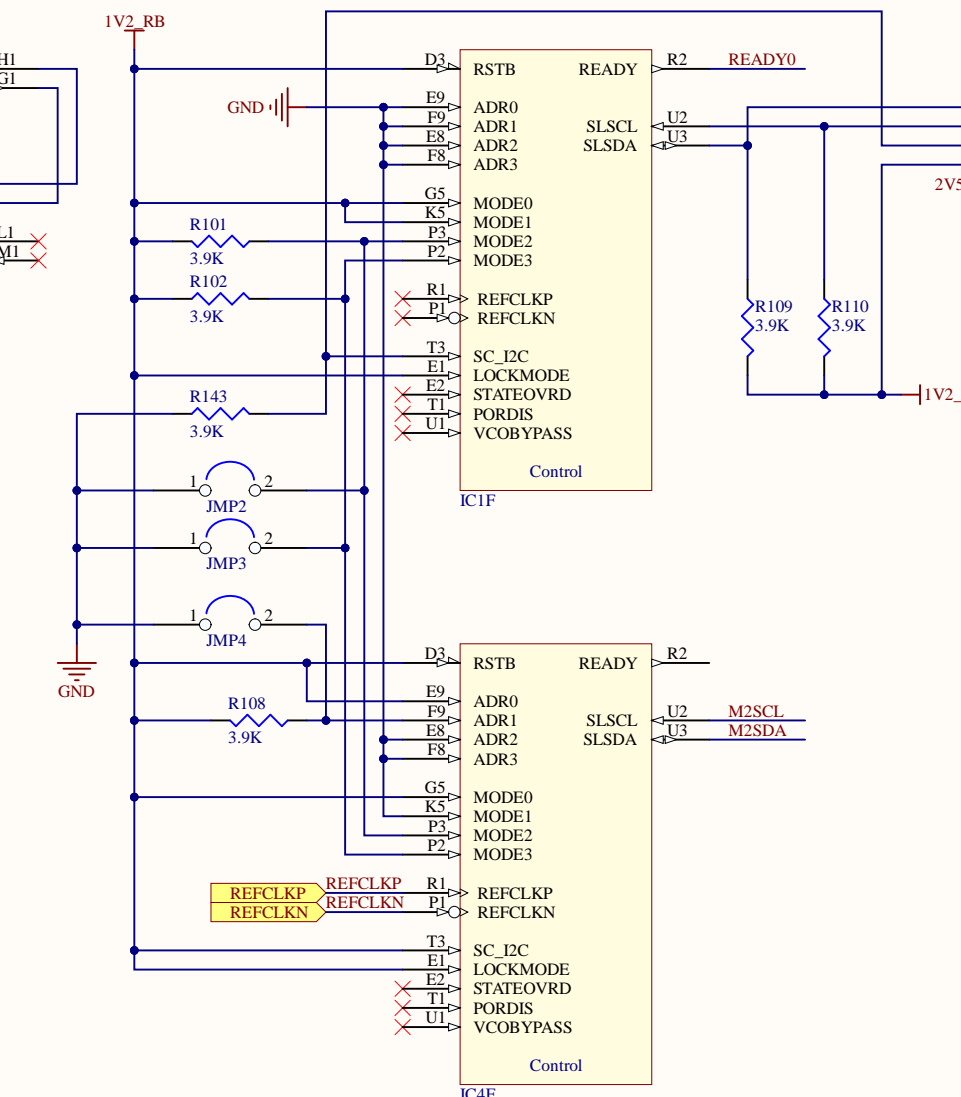 1V2_RB
H1
G1
L1
M1
D3 RSTB READY R2 READY0
GND
E9 ADR0
F9 ADR1 SLSCL U2
E8 ADR2 SLSDA U3
F8 ADR3
2V5
G5 MODE0
K5 MODE1
R101 P3 MODE2
3.9K P2 MODE3
R102
3.9K
R1 REFCLKP
P1 REFCLKN
R109 R110
3.9K 3.9K
T3 SC_I2C
E1 LOCKMODE
R143 E2 STATEOVRD
3.9K T1 PORDIS
U1 VCOBYPASS
1V2_
Control
IC1F
1 2
JMP2
1 2
JMP3
1 2
JMP4
GND
D3 RSTB READY R2
E9 ADR0
R108 F9 ADR1 SLSCL U2 M2SCL
3.9K E8 ADR2 SLSDA U3 M2SDA
F8 ADR3
G5 MODE0
K5 MODE1
P3 MODE2
P2 MODE3
REFCLKP REFCLKP R1 REFCLKP
REFCLKN REFCLKN P1 REFCLKN
T3 SC_I2C
E1 LOCKMODE
E2 STATEOVRD
T1 PORDIS
U1 VCOBYPASS
Control